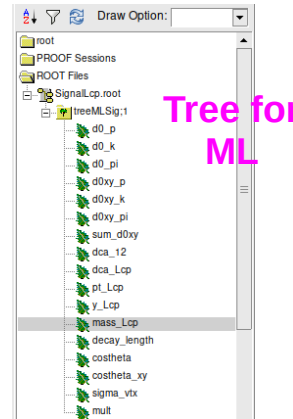 Draw Option:
root
PROOF Sessions
ROOT Files
SignalLcp.root
treeMLSig;1
Tree for
ML
d0_p
d0_k
d0_pi
d0xy_p
d0xy_k
d0xy_pi
sum_d0xy
dca_12
dca_Lcp
pt_Lcp
y_Lcp
mass_Lcp
decay_length
costheta
costheta_xy
sigma_vtx
mult